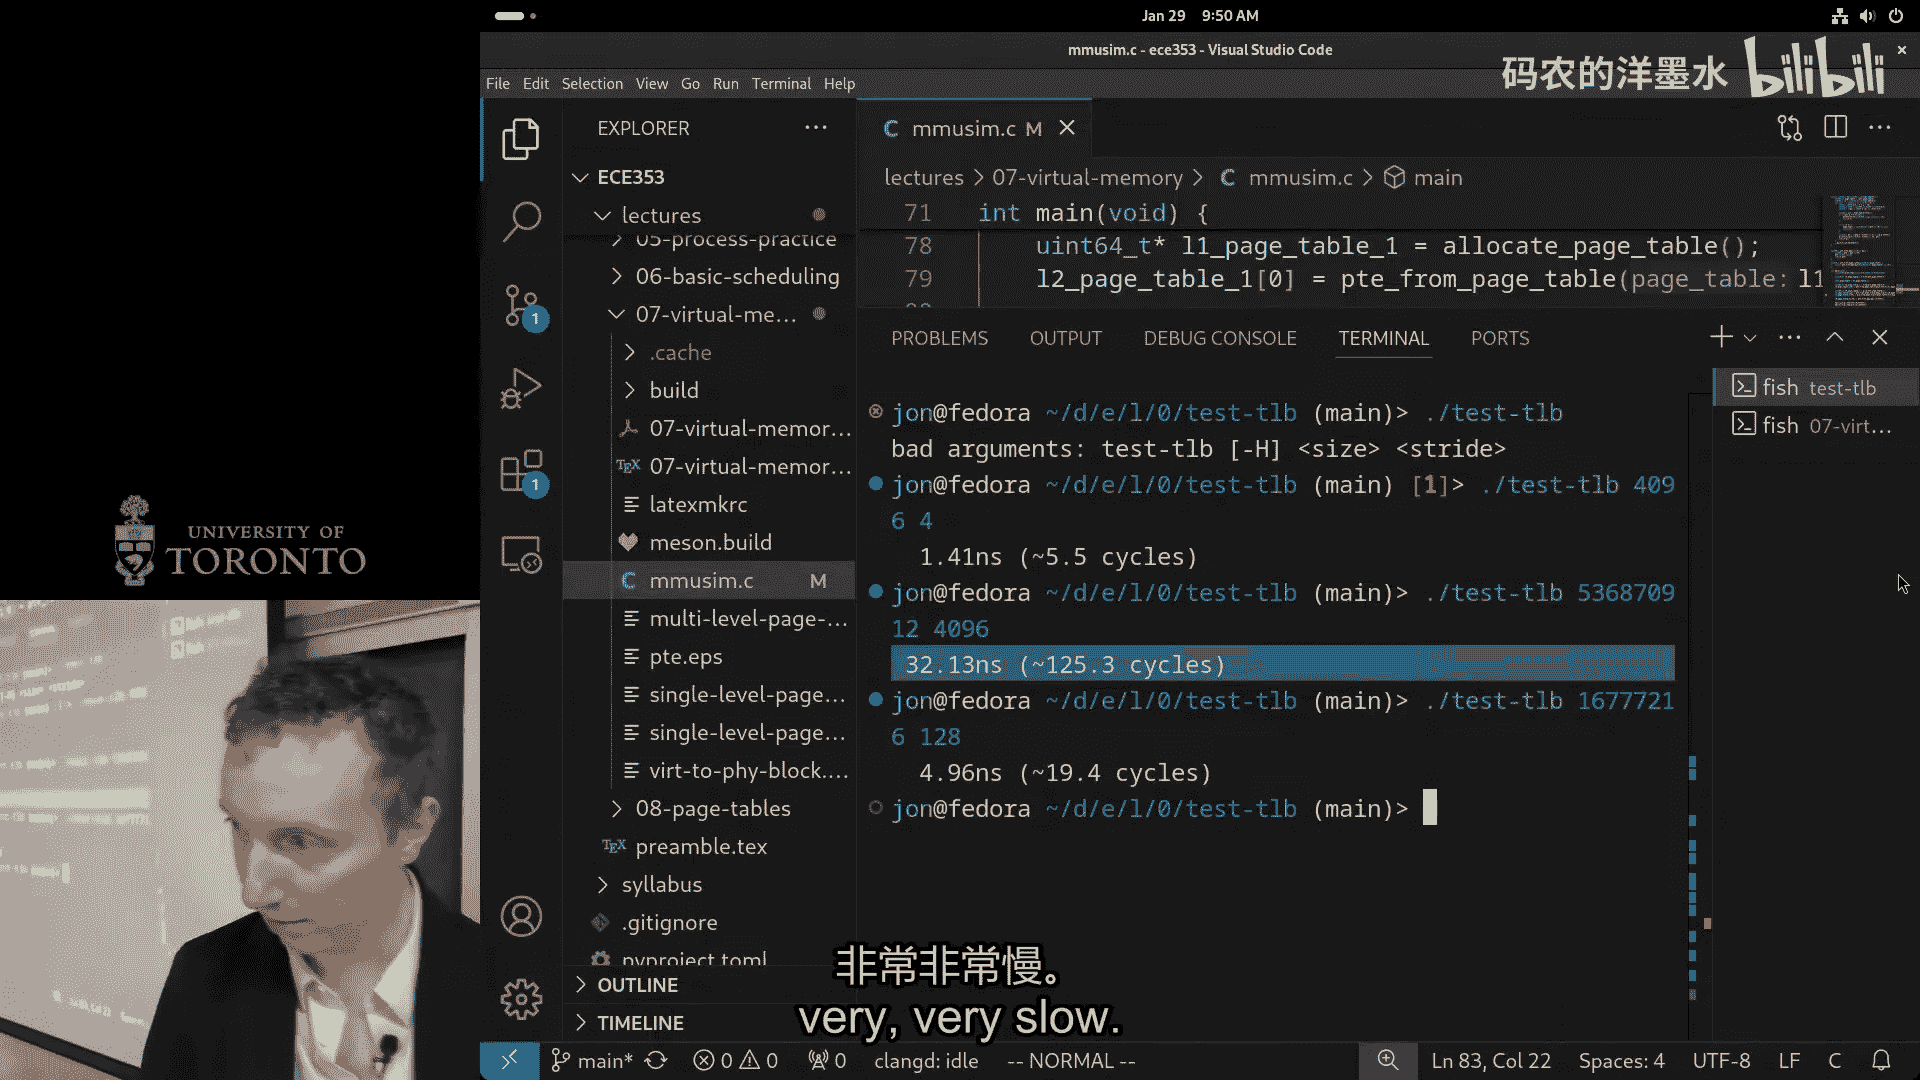 Jan 29 9:50 AM
mmusim.c - ece353 - Visual Studio Code
码农的洋墨水 bilibili
File Edit Selection View Go Run Terminal Help
EXPLORER
ECE353
lectures
05-process-practice
06-basic-scheduling
07-virtual-me...
.cache
build
07-virtual-memor...
07-virtual-memor...
latexmkrc
meson.build
mmusim.c M
multi-level-page-...
pte.eps
single-level-page...
single-level-page...
virt-to-phy-block....
08-page-tables
preamble.tex
syllabus
.gitignore
pyproject.toml
OUTLINE
TIMELINE
1
1
mmusim.c M
lectures > 07-virtual-memory > C mmusim.c > main
71 int main(void) {
78 uint64_t* l1_page_table_1 = allocate_page_table();
79 l2_page_table_1[0] = pte_from_page_table(page_table: l1
PROBLEMS OUTPUT DEBUG CONSOLE TERMINAL PORTS
jon@fedora ~/d/e/l/0/test-tlb (main)> ./test-tlb
bad arguments: test-tlb [-H] <size> <stride>
jon@fedora ~/d/e/l/0/test-tlb (main) [1]> ./test-tlb 409
6 4
1.41ns (~5.5 cycles)
jon@fedora ~/d/e/l/0/test-tlb (main)> ./test-tlb 5368709
12 4096
32.13ns (~125.3 cycles)
jon@fedora ~/d/e/l/0/test-tlb (main)> ./test-tlb 1677721
6 128
4.96ns (~19.4 cycles)
jon@fedora ~/d/e/l/0/test-tlb (main)>
fish test-tlb
fish 07-virt...
UNIVERSITY OF
TORONTO
非常非常慢。
very, very slow.
main* 0 0 0 clangd: idle -- NORMAL -- Ln 83, Col 22 Spaces: 4 UTF-8 LF C